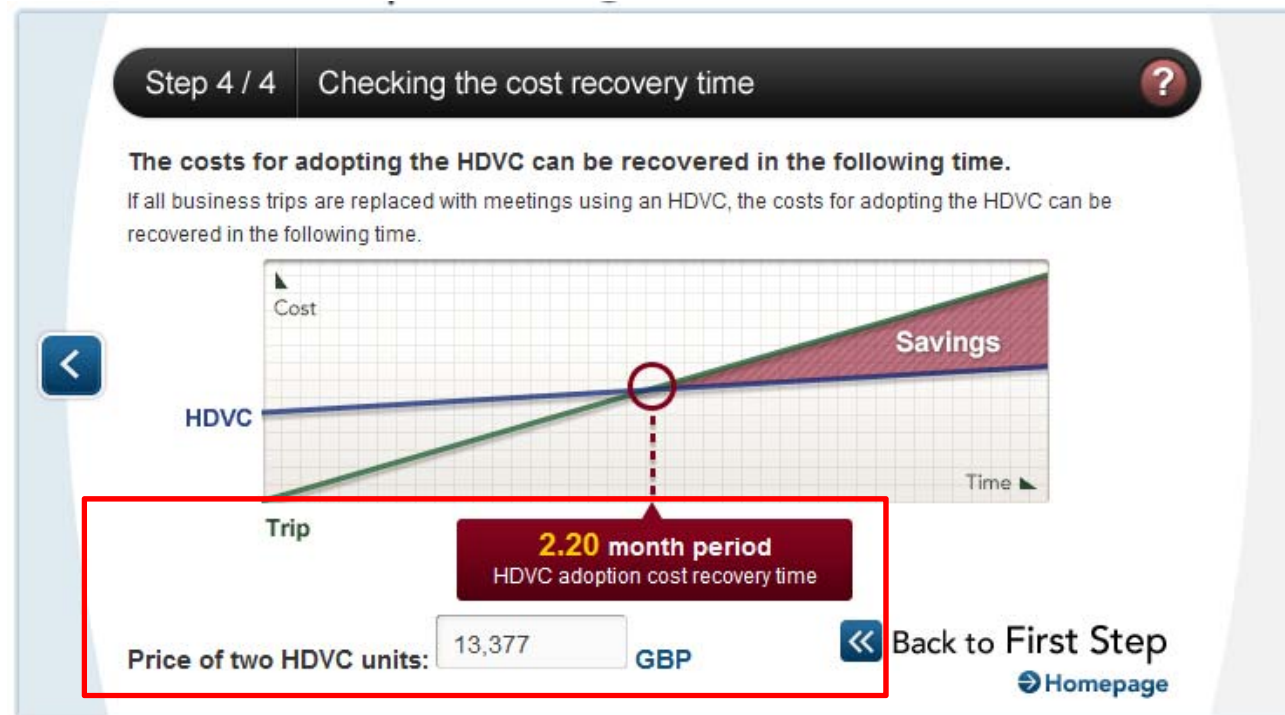 Step 4 / 4 Checking the cost recovery time ?
The costs for adopting the HDVC can be recovered in the following time.
If all business trips are replaced with meetings using an HDVC, the costs for adopting the HDVC can be
recovered in the following time.
Cost
Savings
HDVC
Time
Trip
2.20 month period
HDVC adoption cost recovery time
Price of two HDVC units: 13,377 GBP
Back to First Step
Homepage